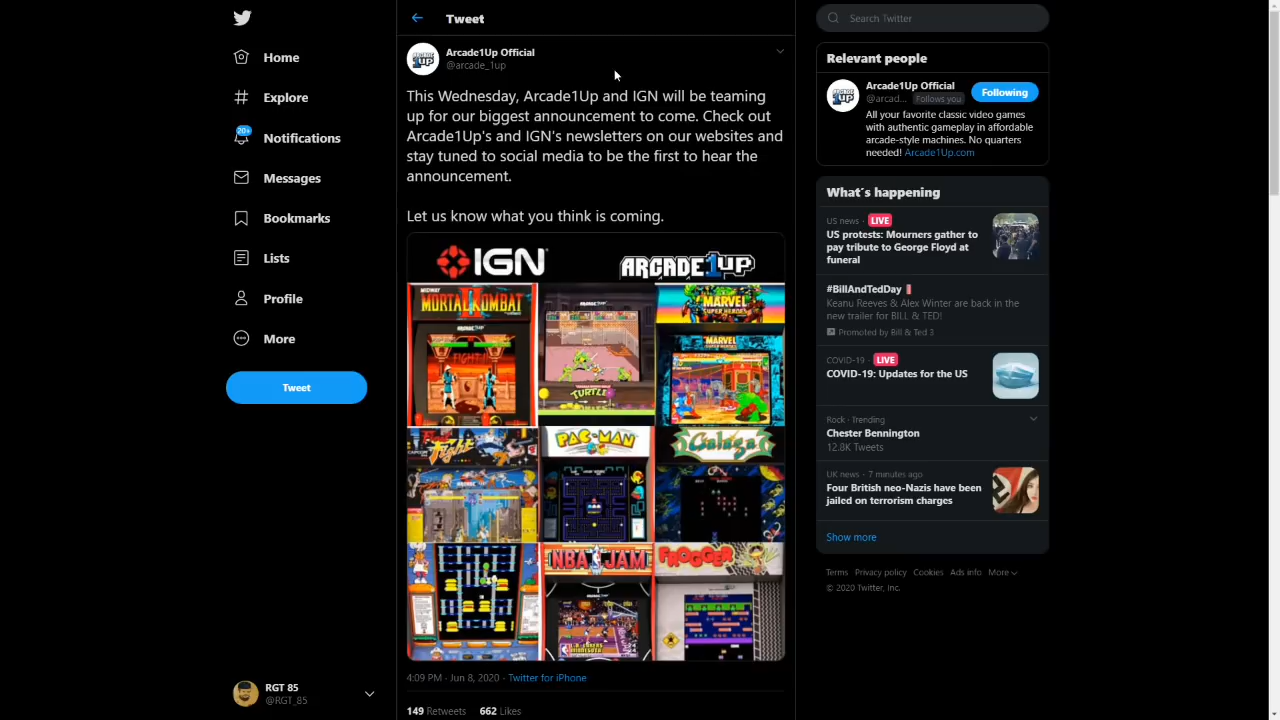 Home
Explore
20+
Notifications
Messages
Bookmarks
Lists
Profile
More
Tweet
RGT 85
@RGT_85
Tweet
Arcade1Up Official
@arcade_1up
This Wednesday, Arcade1Up and IGN will be teaming
up for our biggest announcement to come. Check out
Arcade1Up's and IGN's newsletters on our websites and
stay tuned to social media to be the first to hear the
announcement.
Let us know what you think is coming.
IGN
ARCADE1UP
MIDWAY
MORTAL KOMBAT II
MARVEL
SUPER HEROES
ARCADE1UP
FIGHT!
MARVEL
SUPER HEROES
TURTLES
Final Fight
PAC-MAN
Galaga
NBA JAM
FROGGER
4:09 PM · Jun 8, 2020 · Twitter for iPhone
149 Retweets 662 Likes
Search Twitter
Relevant people
Arcade1Up Official
@arcad... Follows you
Following
All your favorite classic video games
with authentic gameplay in affordable
arcade-style machines. No quarters
needed! Arcade1Up.com
What's happening
US news · LIVE
US protests: Mourners gather to
pay tribute to George Floyd at
funeral
#BillAndTedDay
Keanu Reeves & Alex Winter are back in the
new trailer for BILL & TED!
Promoted by Bill & Ted 3
COVID-19 · LIVE
COVID-19: Updates for the US
Rock · Trending
Chester Bennington
12.8K Tweets
UK news · 7 minutes ago
Four British neo-Nazis have been
jailed on terrorism charges
Show more
Terms Privacy policy Cookies Ads info More
© 2020 Twitter, Inc.